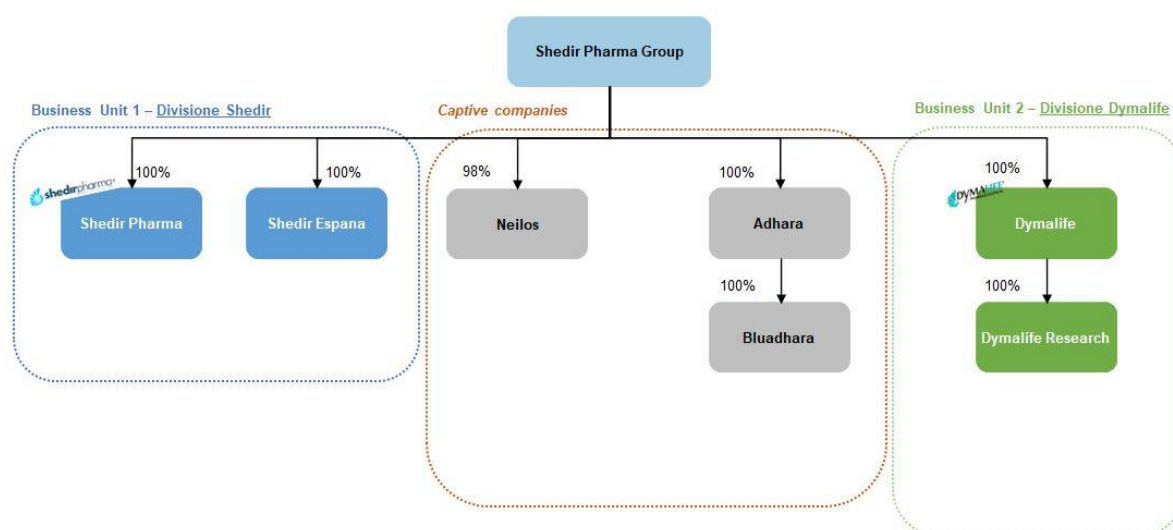 Shedir Pharma Group
Business Unit 1 – Divisione Shedir
Captive companies
Business Unit 2 – Divisione Dymalife
100%
100%
98%
100%
100%
shedirpharma
DYMALIFE
Shedir Pharma
Shedir Espana
Neilos
Adhara
Dymalife
100%
100%
Bluadhara
Dymalife Research